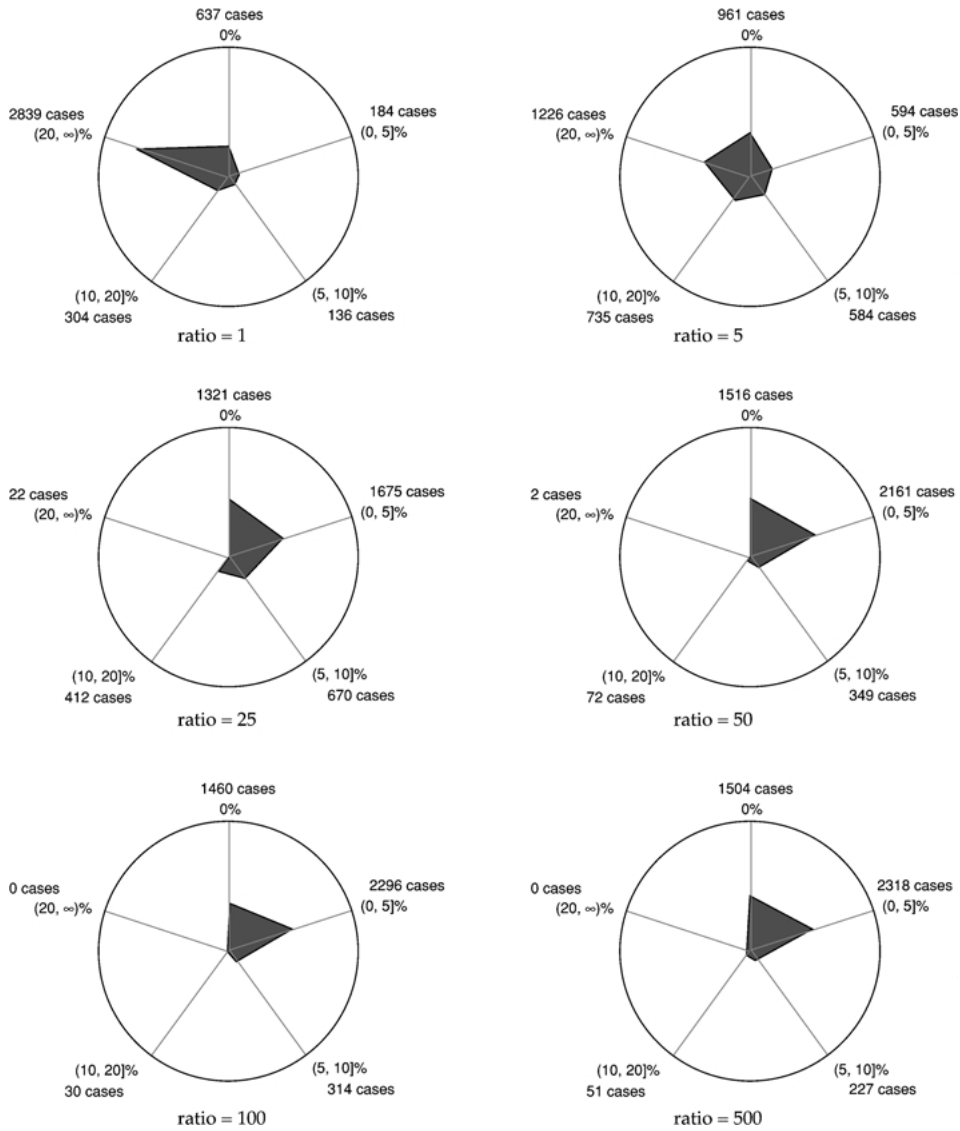 637 cases
0%
184 cases
(0, 5]%
2839 cases
(20, ∞)%
(10, 20]%
304 cases
(5, 10]%
136 cases
ratio = 1
961 cases
0%
594 cases
(0, 5]%
1226 cases
(20, ∞)%
(10, 20]%
735 cases
(5, 10]%
584 cases
ratio = 5
1321 cases
0%
1675 cases
(0, 5]%
22 cases
(20, ∞)%
(10, 20]%
412 cases
(5, 10]%
670 cases
ratio = 25
1516 cases
0%
2161 cases
(0, 5]%
2 cases
(20, ∞)%
(10, 20]%
72 cases
(5, 10]%
349 cases
ratio = 50
1460 cases
0%
2296 cases
(0, 5]%
0 cases
(20, ∞)%
(10, 20]%
30 cases
(5, 10]%
314 cases
ratio = 100
1504 cases
0%
2318 cases
(0, 5]%
0 cases
(20, ∞)%
(10, 20]%
51 cases
(5, 10]%
227 cases
ratio = 500